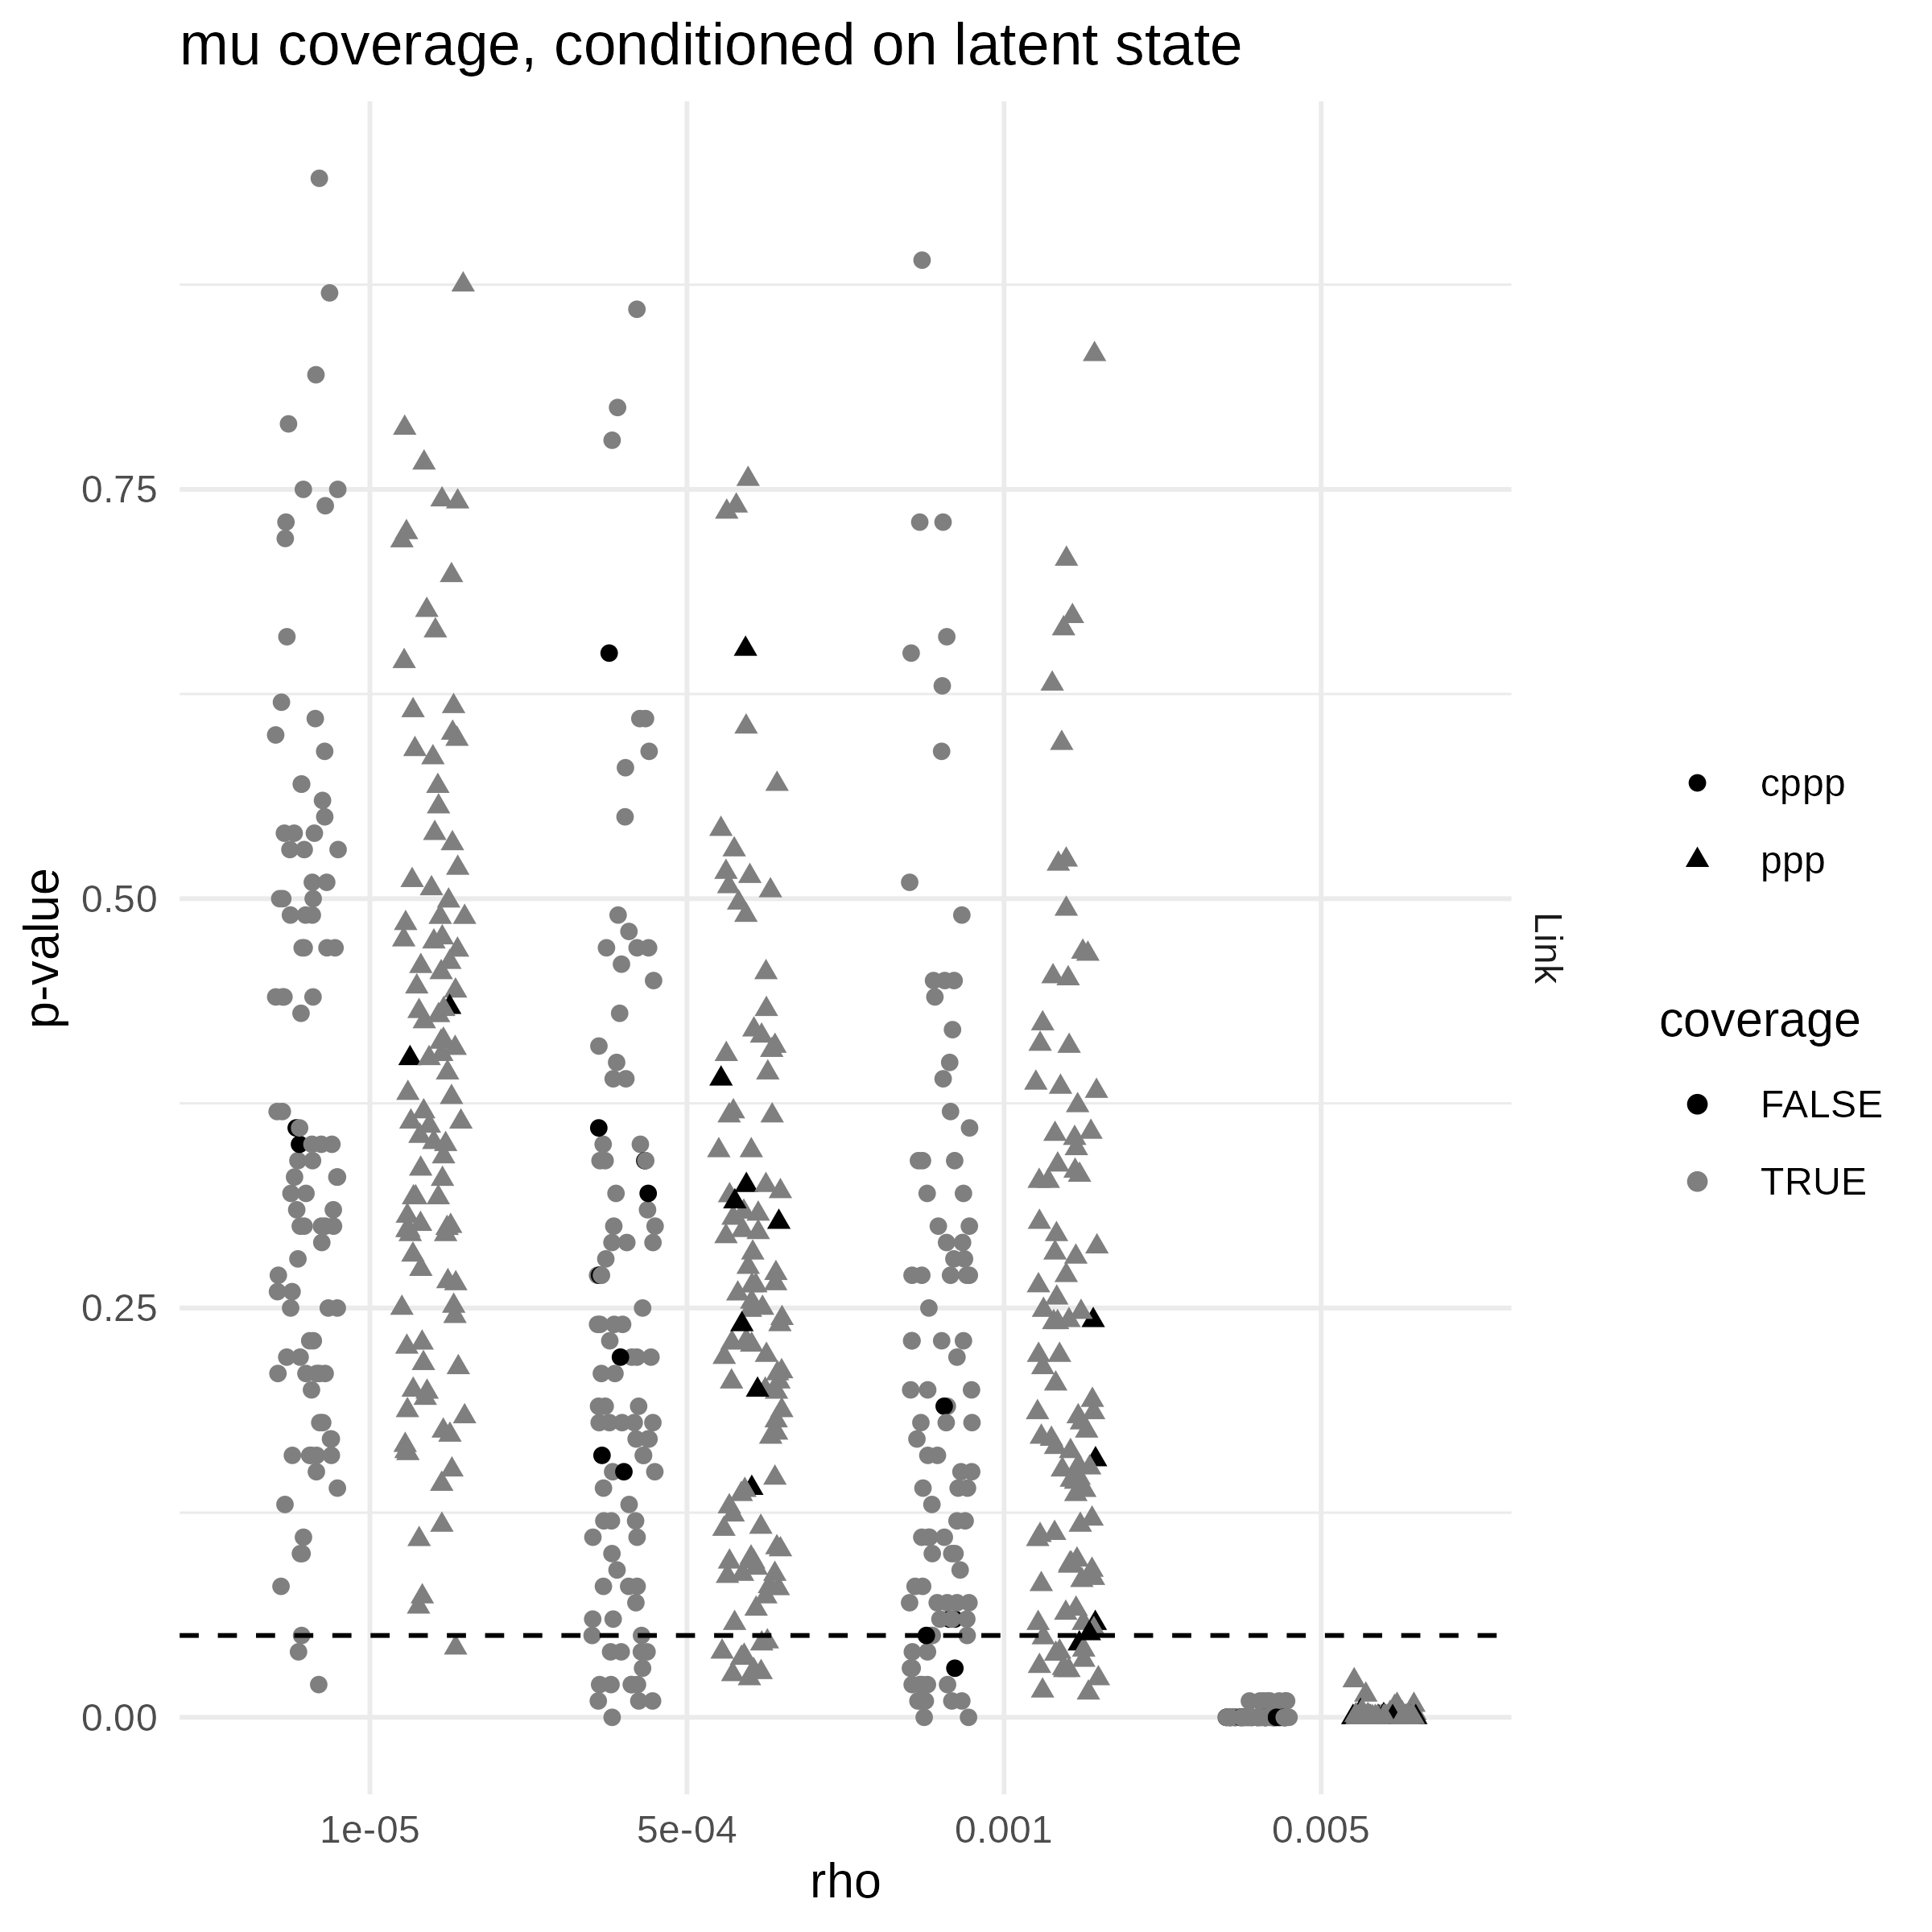 mu coverage, conditioned on latent state
p-value
0.75
0.50
0.25
0.00
1e-05
5e-04
0.001
0.005
rho
Link
cppp
ppp
coverage
FALSE
TRUE